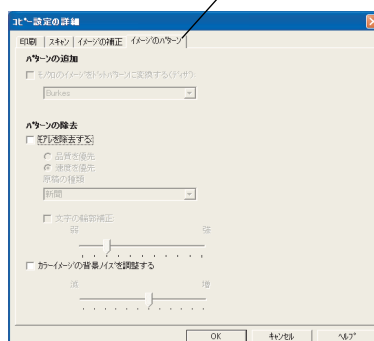 コピー設定の詳細
印刷 スキャン イメージの補正 イメージのパターン
パターンの追加
モノクロのイメージをドットパターンに変換する(ディザ)
Burkes
パターンの除去
モアレを除去する:
品質を優先
速度を優先
原稿の種類
新聞
文字の輪郭補正:
弱 強
カラーイメージの背景ノイズを調整する
減 増
OK キャンセル ヘルプ